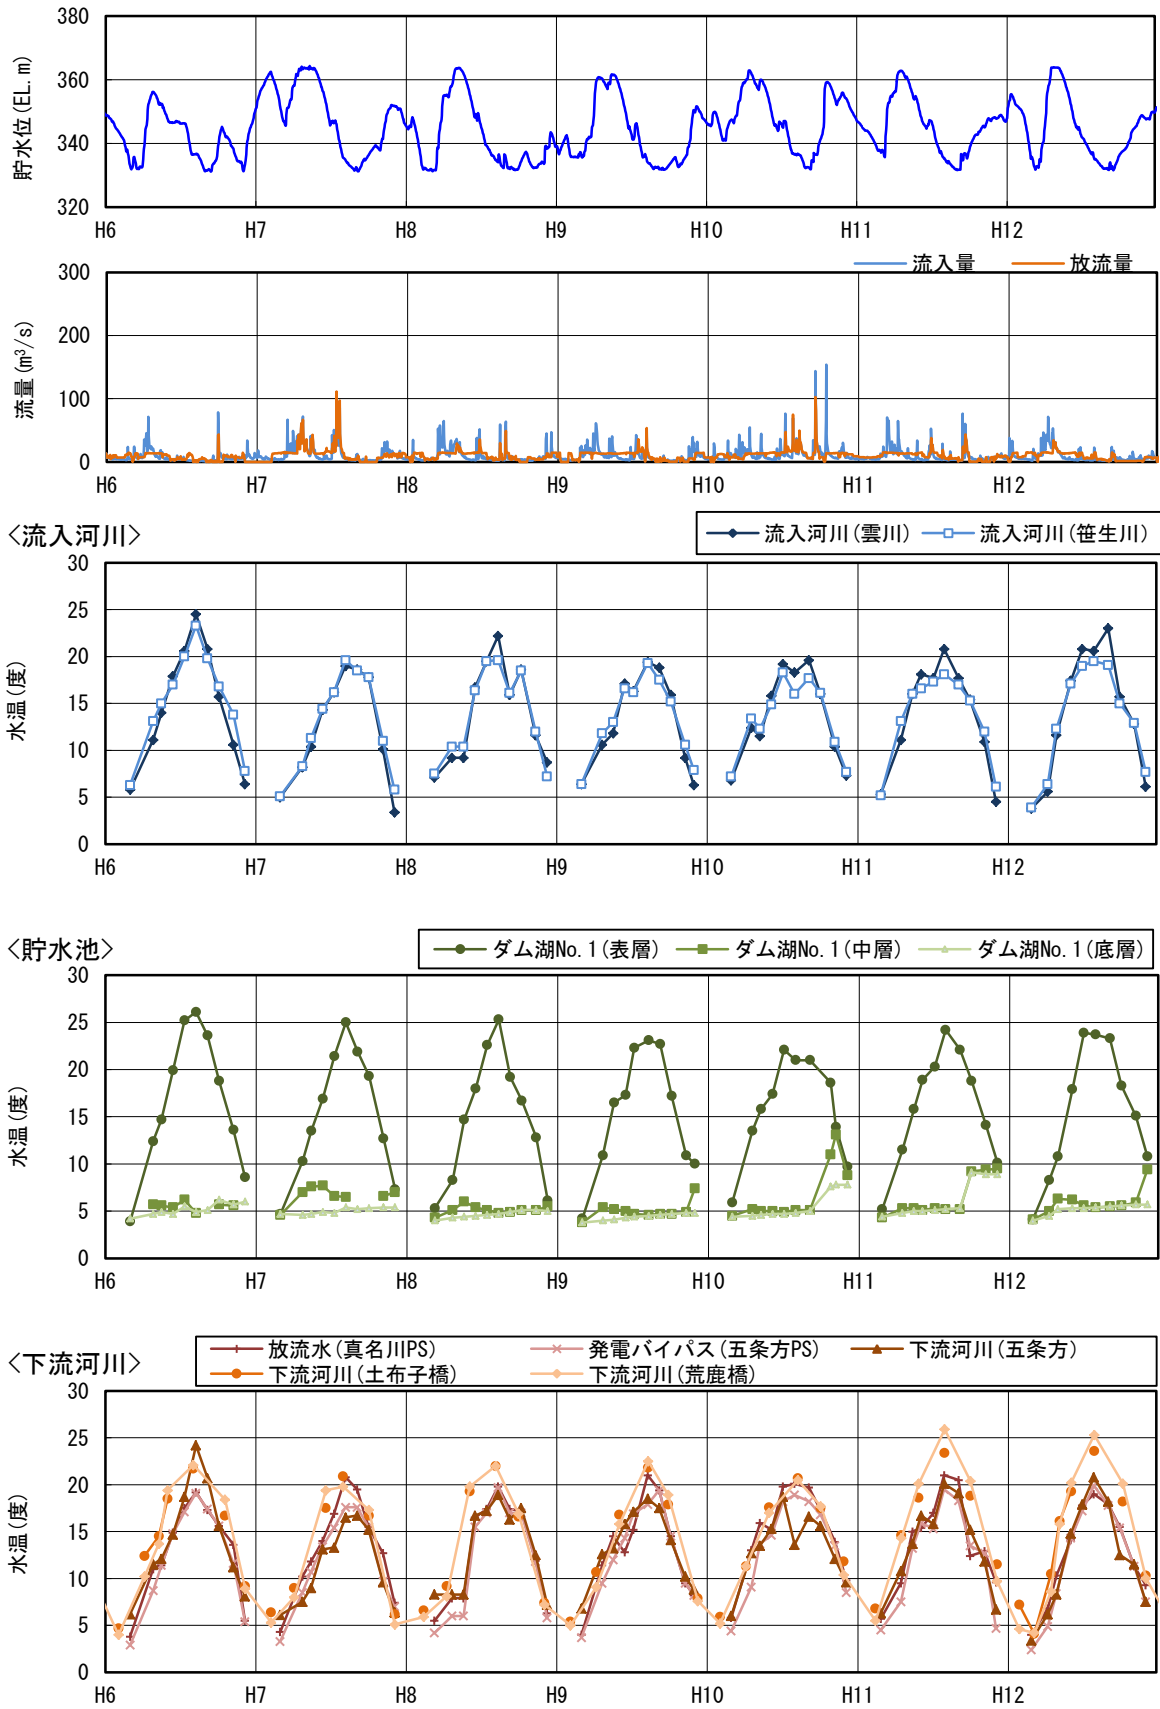 380
360
340
320
貯水位(EL.m)
H6 H7 H8 H9 H10 H11 H12
流入量 放流量
300
200
100
0
流量(m³/s)
H6 H7 H8 H9 H10 H11 H12
<流入河川>
流入河川(雲川) 流入河川(笹生川)
30
25
20
15
10
5
0
水温(度)
H6 H7 H8 H9 H10 H11 H12
<貯水池>
ダム湖No.1(表層) ダム湖No.1(中層) ダム湖No.1(底層)
30
25
20
15
10
5
0
水温(度)
H6 H7 H8 H9 H10 H11 H12
<下流河川>
放流水(真名川PS) 発電バイパス(五条方PS) 下流河川(五条方)
下流河川(土布子橋) 下流河川(荒鹿橋)
30
25
20
15
10
5
0
水温(度)
H6 H7 H8 H9 H10 H11 H12